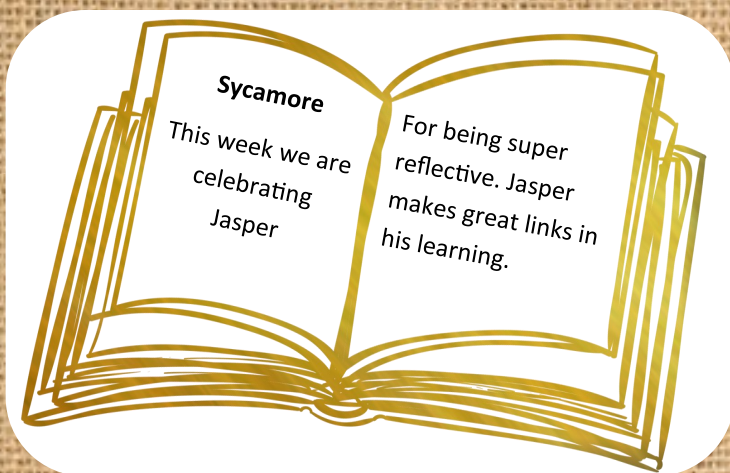 Sycamore
This week we are
celebrating
Jasper
For being super
reflective. Jasper
makes great links in
his learning.